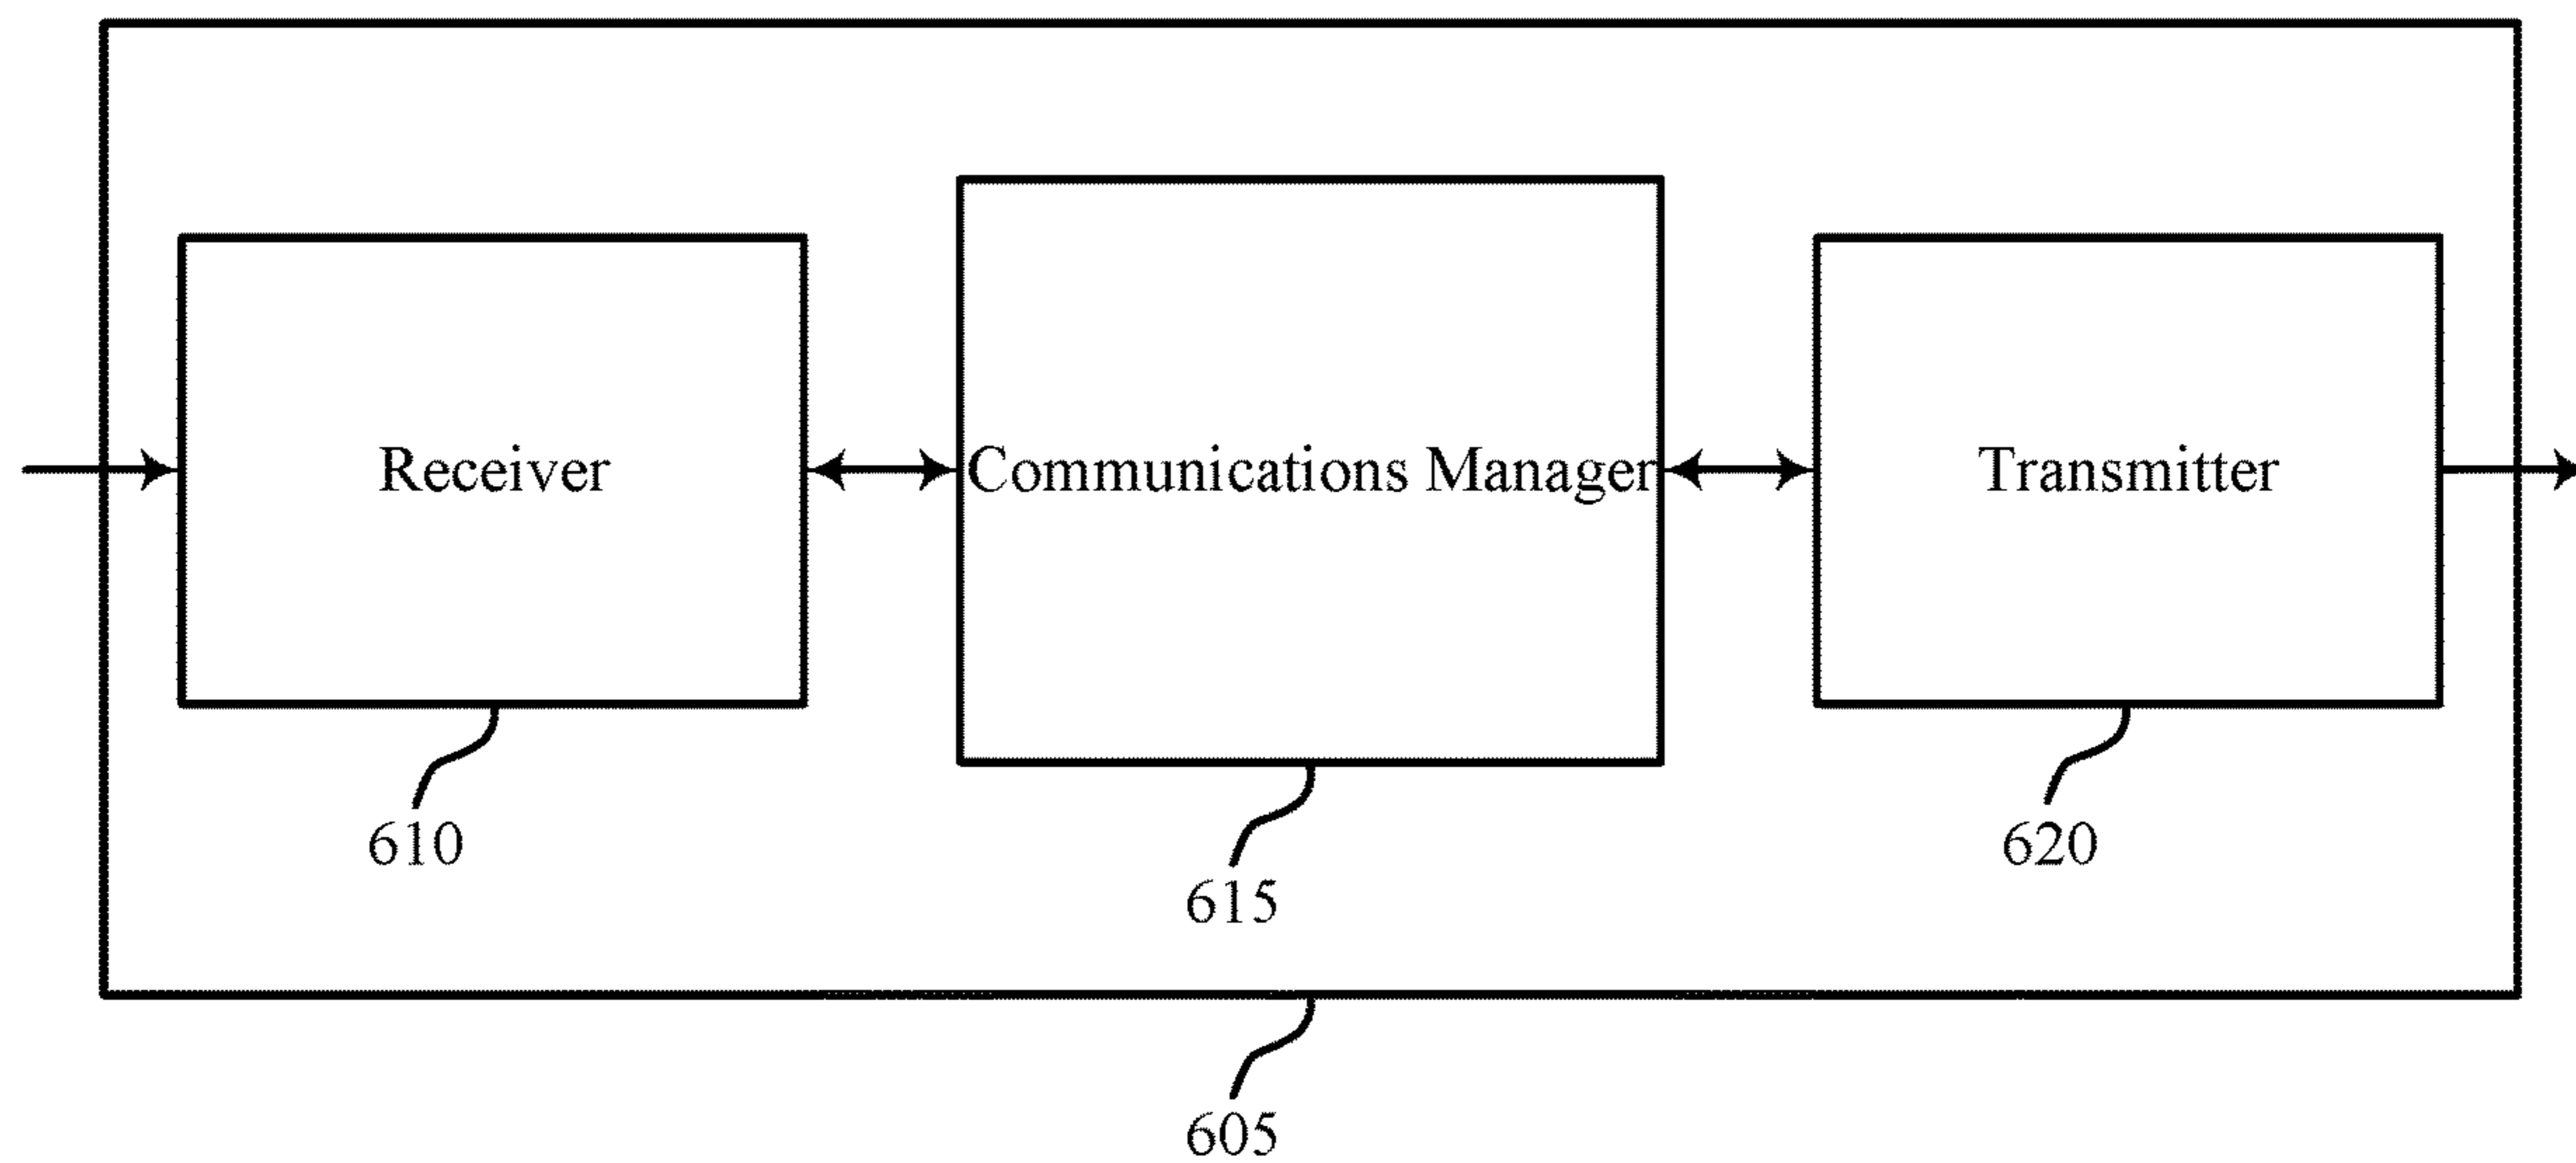 Receiver
Communications Manager
Transmitter
610
615
620
605